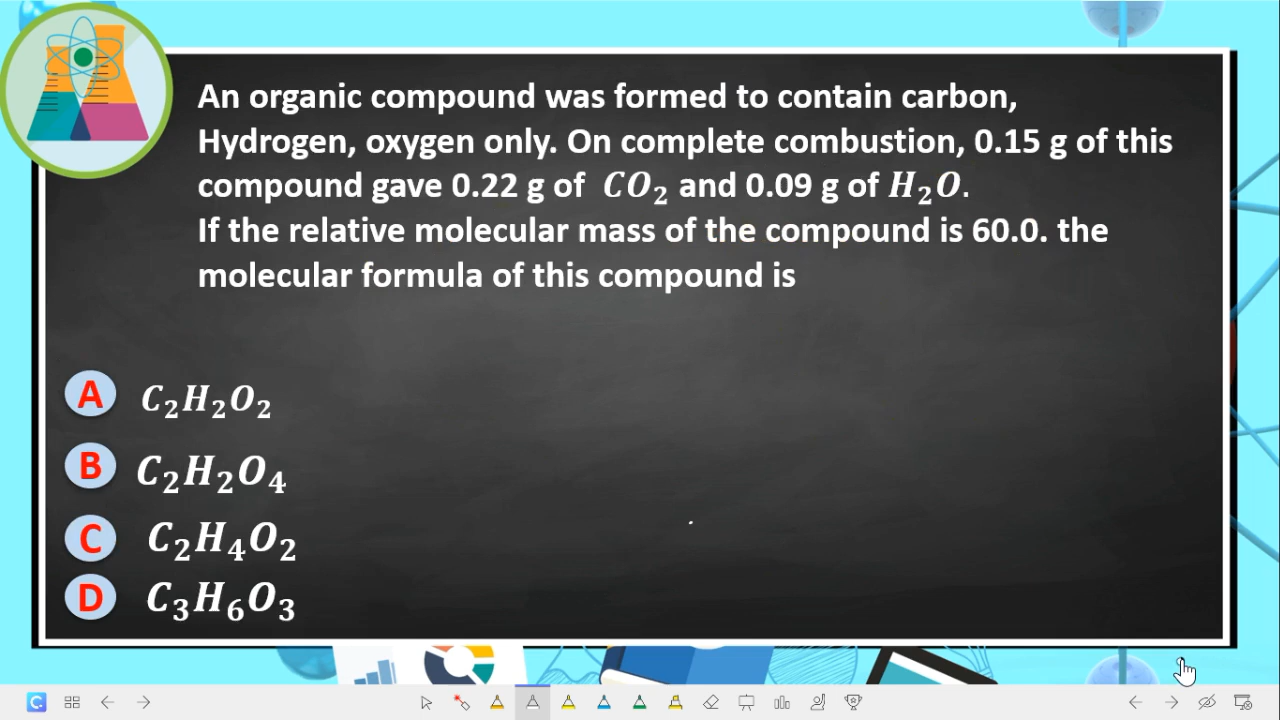 An organic compound was formed to contain carbon,
Hydrogen, oxygen only. On complete combustion, 0.15 g of this
compound gave 0.22 g of CO₂ and 0.09 g of H₂O.
If the relative molecular mass of the compound is 60.0. the
molecular formula of this compound is
A C₂H₂O₂
B C₂H₂O₄
C C₂H₄O₂
D C₃H₆O₃
C